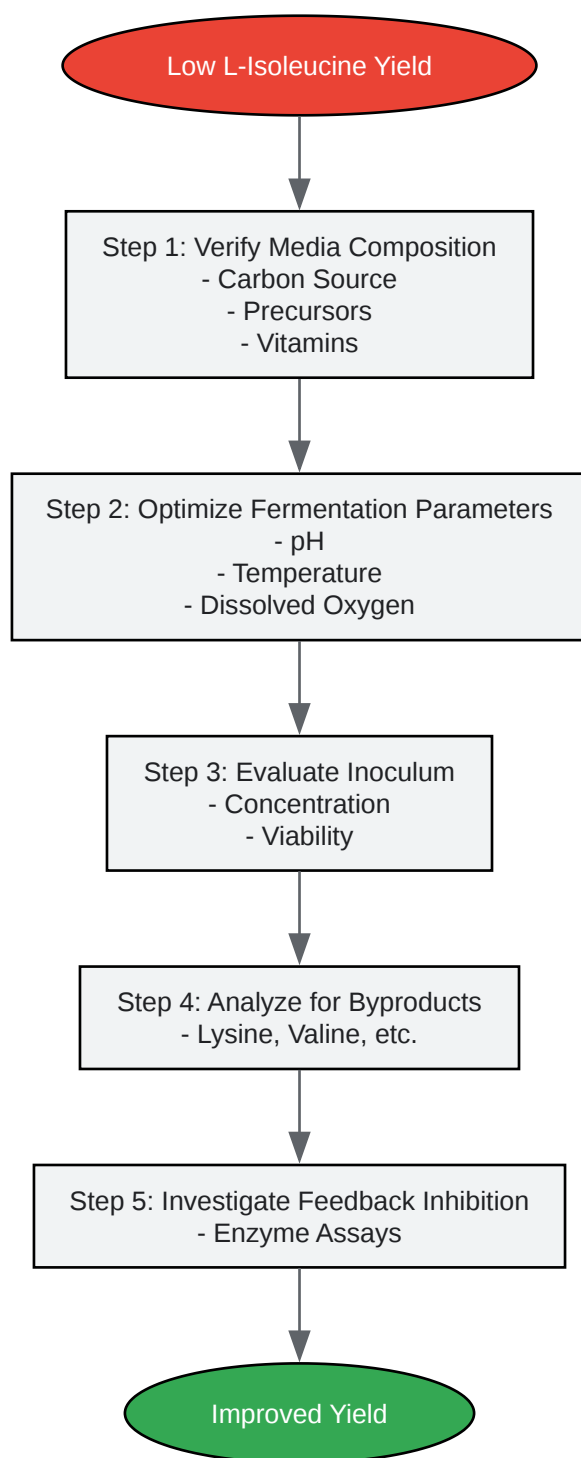 Low L-Isoleucine Yield
Step 1: Verify Media Composition
- Carbon Source
- Precursors
- Vitamins
Step 2: Optimize Fermentation Parameters
- pH
- Temperature
- Dissolved Oxygen
Step 3: Evaluate Inoculum
- Concentration
- Viability
Step 4: Analyze for Byproducts
- Lysine, Valine, etc.
Step 5: Investigate Feedback Inhibition
- Enzyme Assays
Improved Yield